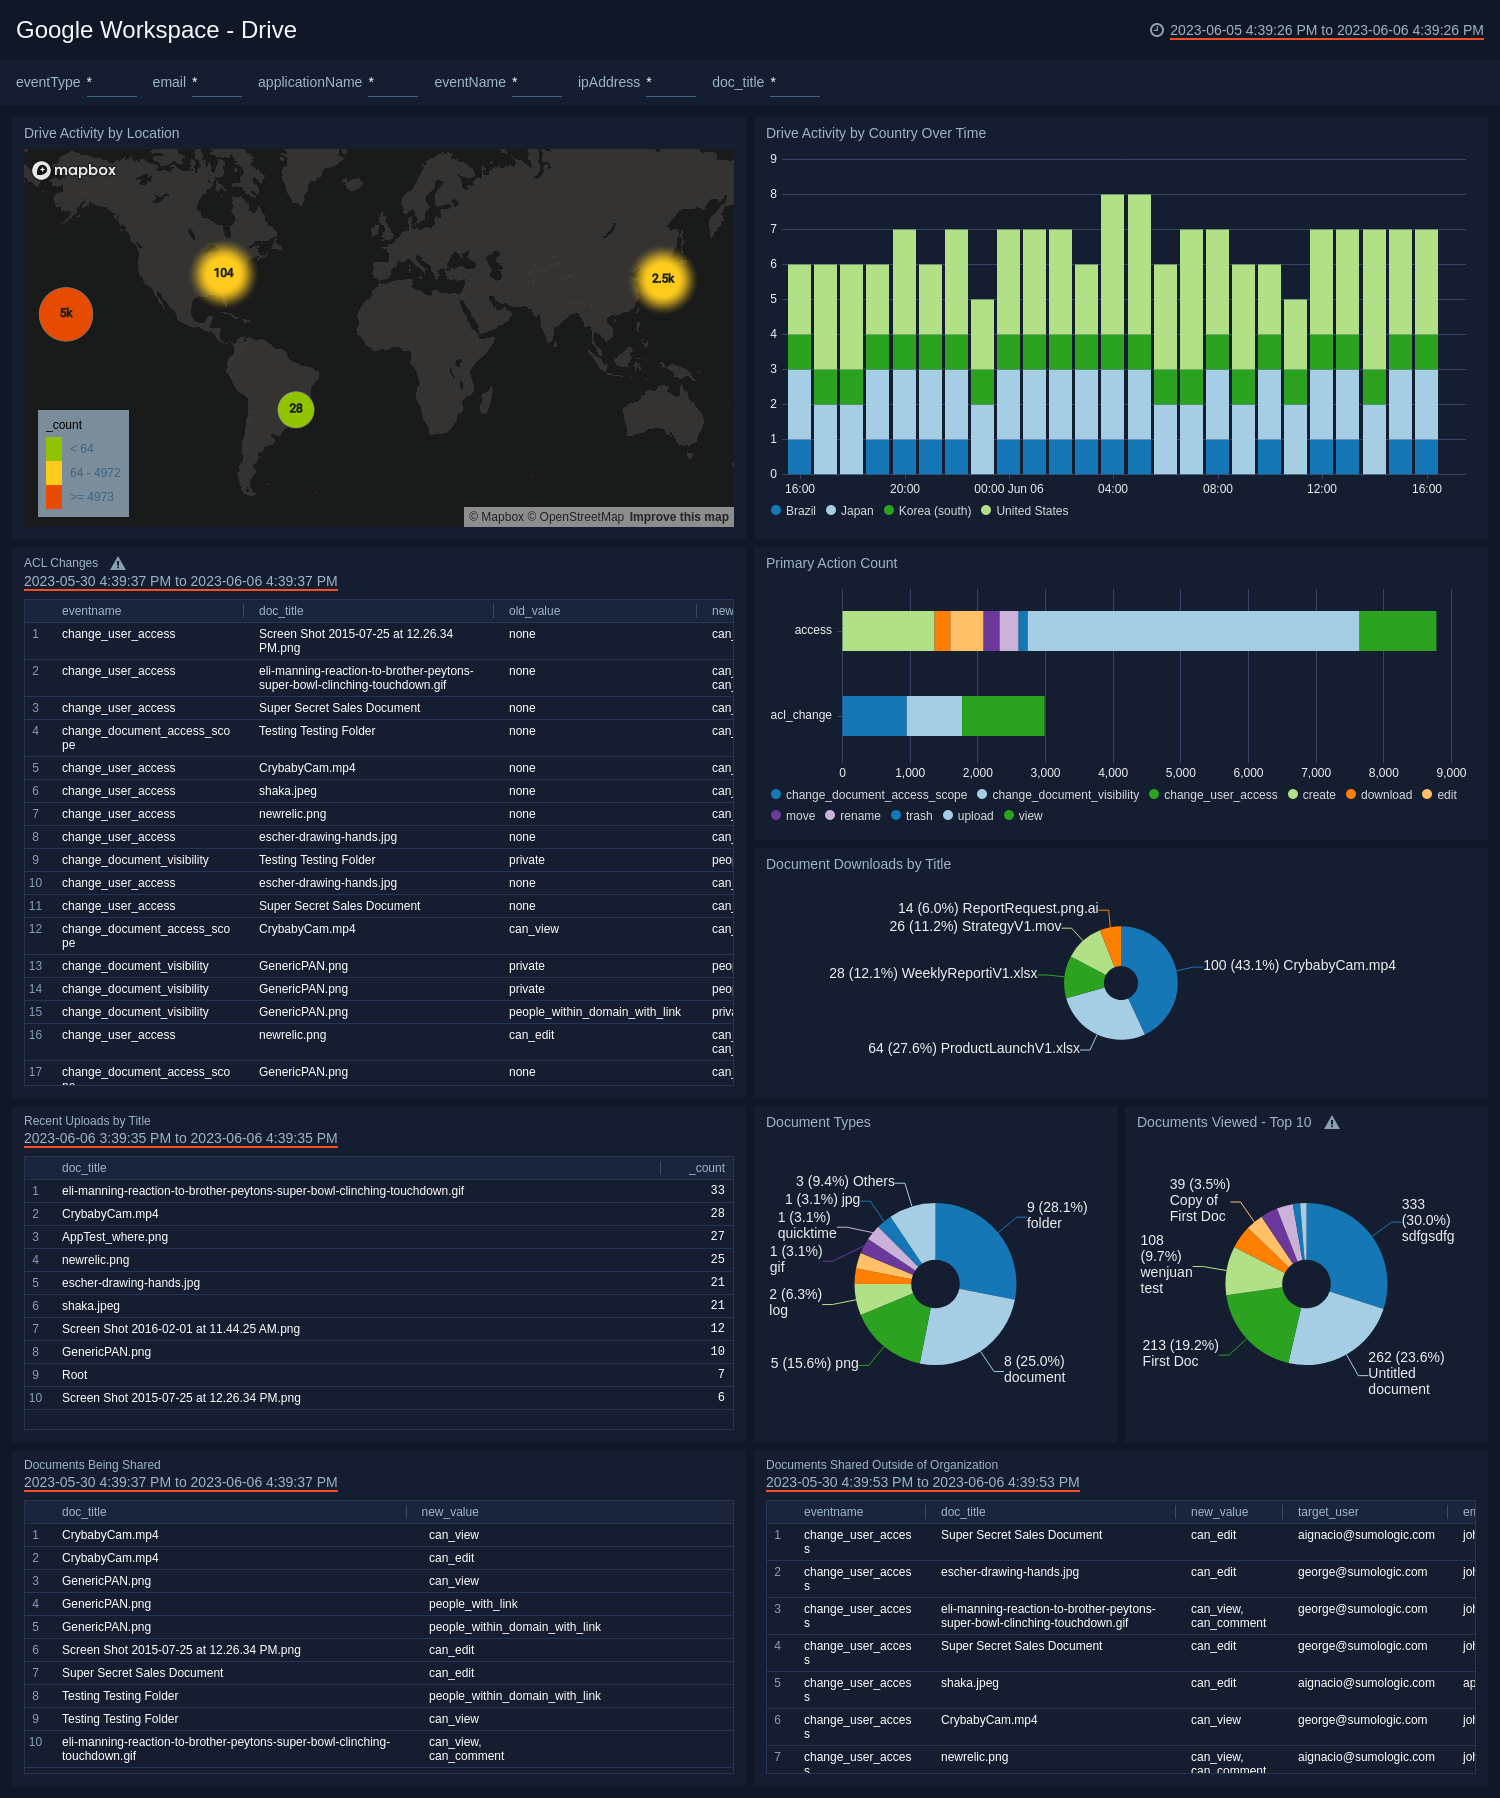 Google Workspace - Drive
2023-06-05 4:39:26 PM to 2023-06-06 4:39:26 PM
eventType * email * applicationName * eventName * ipAddress * doc_title *
Drive Activity by Location
mapbox
104
2.5k
5k
28
_count
< 64
64 - 4972
>= 4973
© Mapbox © OpenStreetMap Improve this map
Drive Activity by Country Over Time
9
8
7
6
5
4
3
2
1
0
16:00 20:00 00:00 Jun 06 04:00 08:00 12:00 16:00
Brazil Japan Korea (south) United States
ACL Changes
2023-05-30 4:39:37 PM to 2023-06-06 4:39:37 PM
eventname doc_title old_value new
1 change_user_access Screen Shot 2015-07-25 at 12.26.34 none can_
PM.png
2 change_user_access eli-manning-reaction-to-brother-peytons- none can_
super-bowl-clinching-touchdown.gif can_
3 change_user_access Super Secret Sales Document none can_
4 change_document_access_sco Testing Testing Folder none can_
pe
5 change_user_access CrybabyCam.mp4 none can_
6 change_user_access shaka.jpeg none can_
7 change_user_access newrelic.png none can_
8 change_user_access escher-drawing-hands.jpg none can_
9 change_document_visibility Testing Testing Folder private peo
10 change_user_access escher-drawing-hands.jpg none can_
11 change_user_access Super Secret Sales Document none can_
12 change_document_access_sco CrybabyCam.mp4 can_view can_
pe
13 change_document_visibility GenericPAN.png private peo
14 change_document_visibility GenericPAN.png private peo
15 change_document_visibility GenericPAN.png people_within_domain_with_link priv
16 change_user_access newrelic.png can_edit can_
can_
17 change_document_access_sco GenericPAN.png none can_
Primary Action Count
access
acl_change
0 1,000 2,000 3,000 4,000 5,000 6,000 7,000 8,000 9,000
change_document_access_scope change_document_visibility change_user_access create download edit
move rename trash upload view
Document Downloads by Title
14 (6.0%) ReportRequest.png.ai
26 (11.2%) StrategyV1.mov
28 (12.1%) WeeklyReportiV1.xlsx
100 (43.1%) CrybabyCam.mp4
64 (27.6%) ProductLaunchV1.xlsx
Recent Uploads by Title
2023-06-06 3:39:35 PM to 2023-06-06 4:39:35 PM
doc_title _count
1 eli-manning-reaction-to-brother-peytons-super-bowl-clinching-touchdown.gif 33
2 CrybabyCam.mp4 28
3 AppTest_where.png 27
4 newrelic.png 25
5 escher-drawing-hands.jpg 21
6 shaka.jpeg 21
7 Screen Shot 2016-02-01 at 11.44.25 AM.png 12
8 GenericPAN.png 10
9 Root 7
10 Screen Shot 2015-07-25 at 12.26.34 PM.png 6
Document Types
3 (9.4%) Others
1 (3.1%) jpg
1 (3.1%)
quicktime
1 (3.1%)
gif
2 (6.3%)
log
5 (15.6%) png
9 (28.1%)
folder
8 (25.0%)
document
Documents Viewed - Top 10
39 (3.5%)
Copy of
First Doc
108
(9.7%)
wenjuan
test
213 (19.2%)
First Doc
333
(30.0%)
sdfgsdfg
262 (23.6%)
Untitled
document
Documents Being Shared
2023-05-30 4:39:37 PM to 2023-06-06 4:39:37 PM
doc_title new_value
1 CrybabyCam.mp4 can_view
2 CrybabyCam.mp4 can_edit
3 GenericPAN.png can_view
4 GenericPAN.png people_with_link
5 GenericPAN.png people_within_domain_with_link
6 Screen Shot 2015-07-25 at 12.26.34 PM.png can_edit
7 Super Secret Sales Document can_edit
8 Testing Testing Folder people_within_domain_with_link
9 Testing Testing Folder can_view
10 eli-manning-reaction-to-brother-peytons-super-bowl-clinching- can_view,
touchdown.gif can_comment
Documents Shared Outside of Organization
2023-05-30 4:39:53 PM to 2023-06-06 4:39:53 PM
eventname doc_title new_value target_user em
1 change_user_acces Super Secret Sales Document can_edit aignacio@sumologic.com joh
s
2 change_user_acces escher-drawing-hands.jpg can_edit george@sumologic.com joh
s
3 change_user_acces eli-manning-reaction-to-brother-peytons- can_view, george@sumologic.com joh
s super-bowl-clinching-touchdown.gif can_comment
4 change_user_acces Super Secret Sales Document can_edit george@sumologic.com joh
s
5 change_user_acces shaka.jpeg can_edit aignacio@sumologic.com ap
s
6 change_user_acces CrybabyCam.mp4 can_view george@sumologic.com joh
s
7 change_user_acces newrelic.png can_view, aignacio@sumologic.com joh
s can_comment